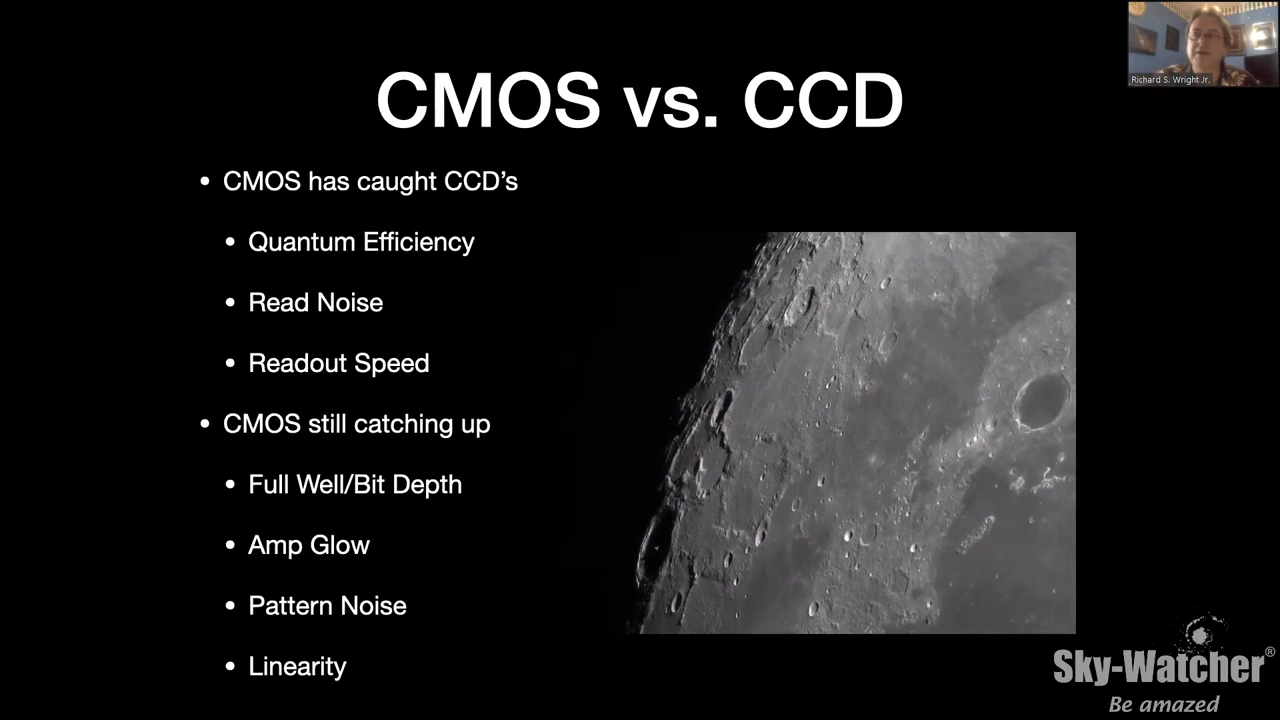 Richard S. Wright Jr.
CMOS vs. CCD
• CMOS has caught CCD’s
• Quantum Efficiency
• Read Noise
• Readout Speed
• CMOS still catching up
• Full Well/Bit Depth
• Amp Glow
• Pattern Noise
• Linearity
Sky-Watcher®
Be amazed